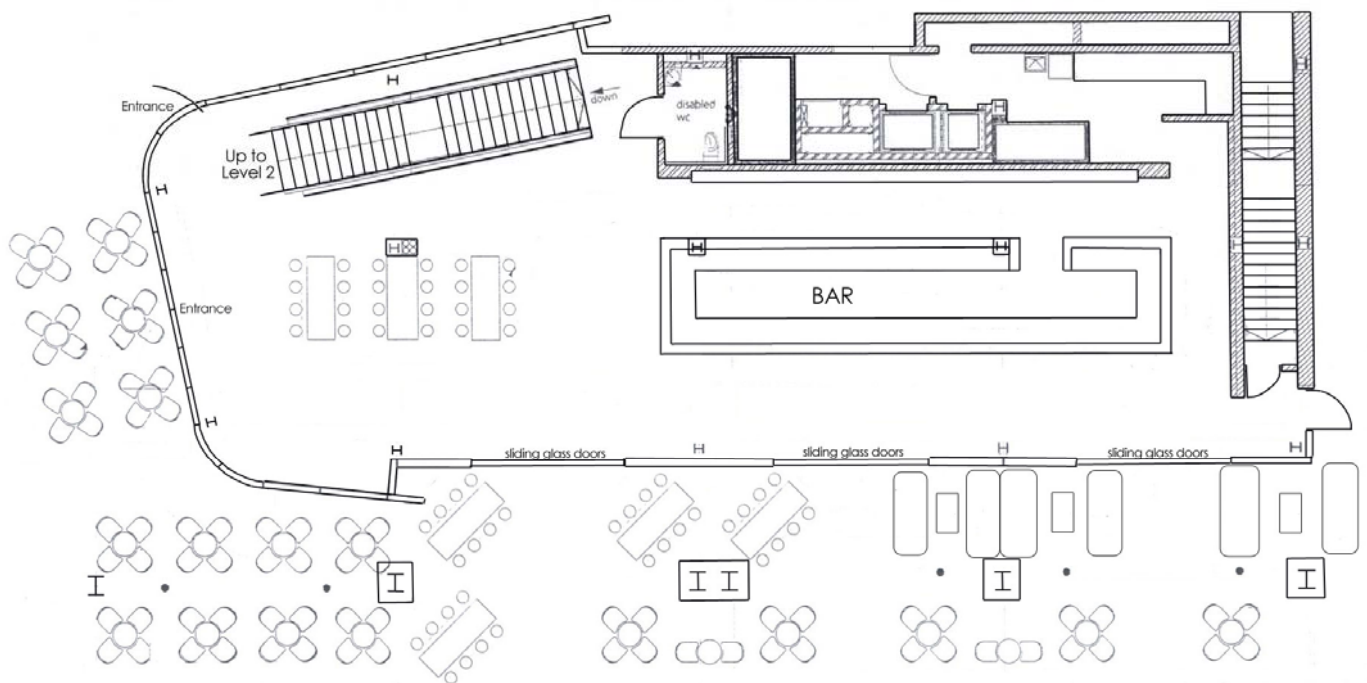 Entrance
down
disabled
wc
Up to
Level 2
Entrance
BAR
sliding glass doors
sliding glass doors
sliding glass doors